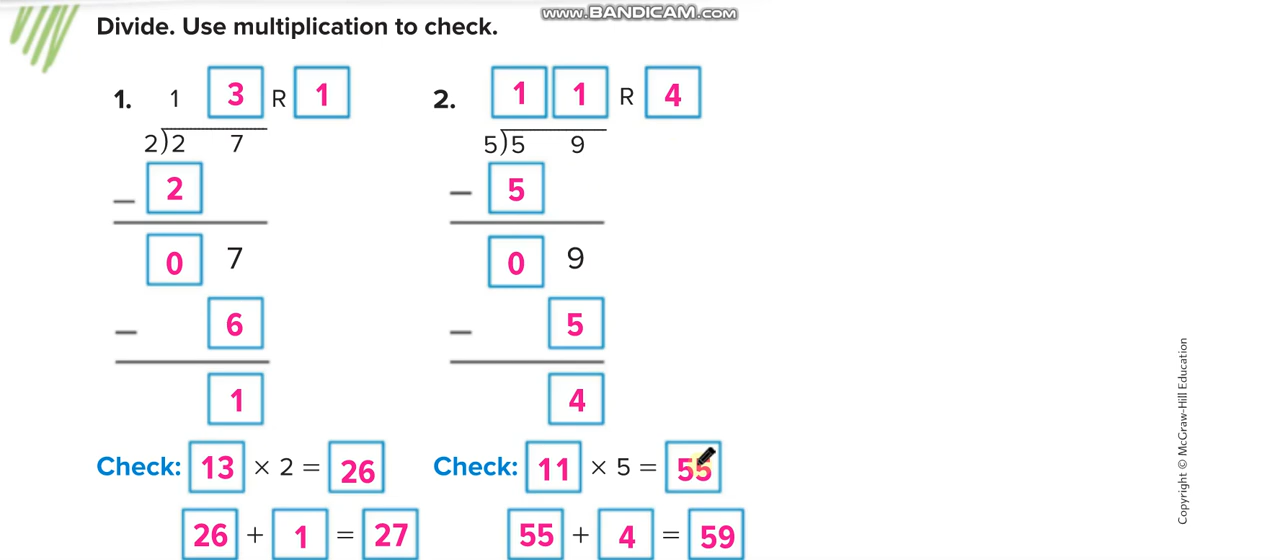 www.BANDICAM.com
Divide. Use multiplication to check.
1. 1 3 R 1
2)2 7
− 2
0 7
− 6
1
Check: 13 × 2 = 26
26 + 1 = 27
2. 1 1 R 4
5)5 9
− 5
0 9
− 5
4
Check: 11 × 5 = 55
55 + 4 = 59
Copyright © McGraw-Hill Education